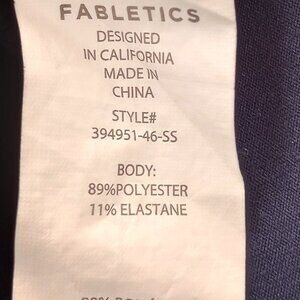 FABLETICS
DESIGNED
IN CALIFORNIA
MADE IN
CHINA
STYLE#
394951-46-SS
BODY:
89%POLYESTER
11% ELASTANE